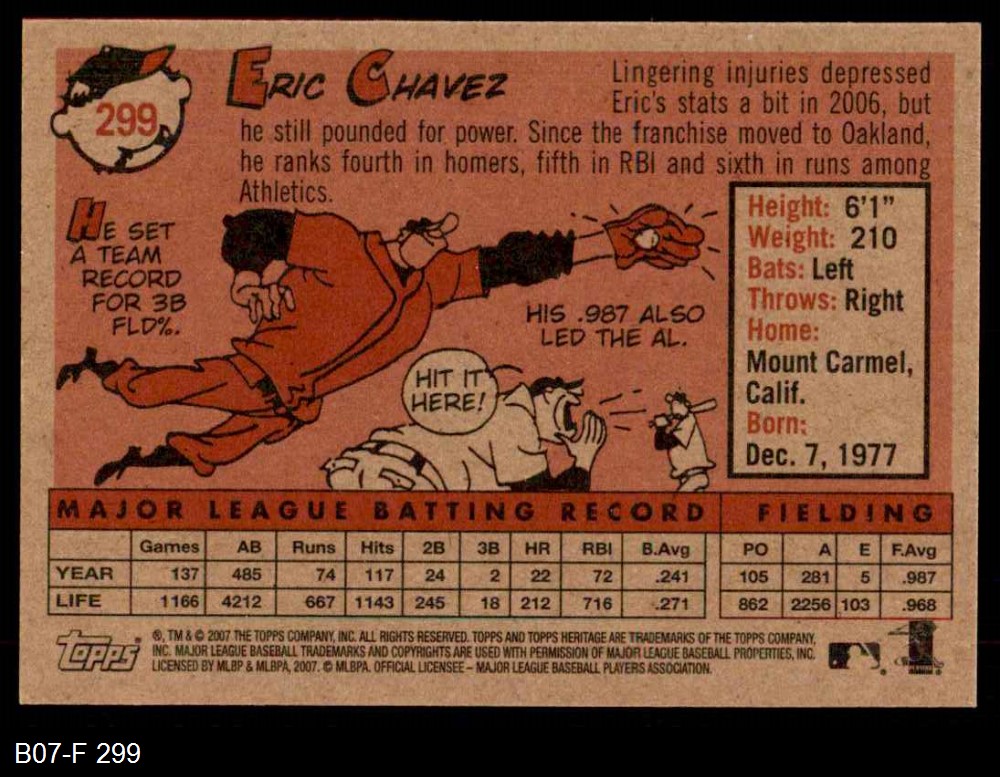 299
ERIC CHAVEZ
Lingering injuries depressed
Eric's stats a bit in 2006, but
he still pounded for power. Since the franchise moved to Oakland,
he ranks fourth in homers, fifth in RBI and sixth in runs among
Athletics.
HE SET
A TEAM
RECORD
FOR 3B
FLD%.
HIS .987 ALSO
LED THE AL.
HIT IT
HERE!
Height: 6'1"
Weight: 210
Bats: Left
Throws: Right
Home:
Mount Carmel,
Calif.
Born:
Dec. 7, 1977
MAJOR LEAGUE BATTING RECORD FIELDING
Games AB Runs Hits 2B 3B HR RBI B.Avg PO A E F.Avg
YEAR 137 485 74 117 24 2 22 72 .241 105 281 5 .987
LIFE 1166 4212 667 1143 245 18 212 716 .271 862 2256 103 .968
Topps
®, TM & © 2007 THE TOPPS COMPANY, INC. ALL RIGHTS RESERVED. TOPPS AND TOPPS HERITAGE ARE TRADEMARKS OF THE TOPPS COMPANY,
INC. MAJOR LEAGUE BASEBALL TRADEMARKS AND COPYRIGHTS ARE USED WITH PERMISSION OF MAJOR LEAGUE BASEBALL PROPERTIES, INC.
LICENSED BY MLBP & MLBPA, 2007. © MLBPA. OFFICIAL LICENSEE – MAJOR LEAGUE BASEBALL PLAYERS ASSOCIATION.
B07-F 299